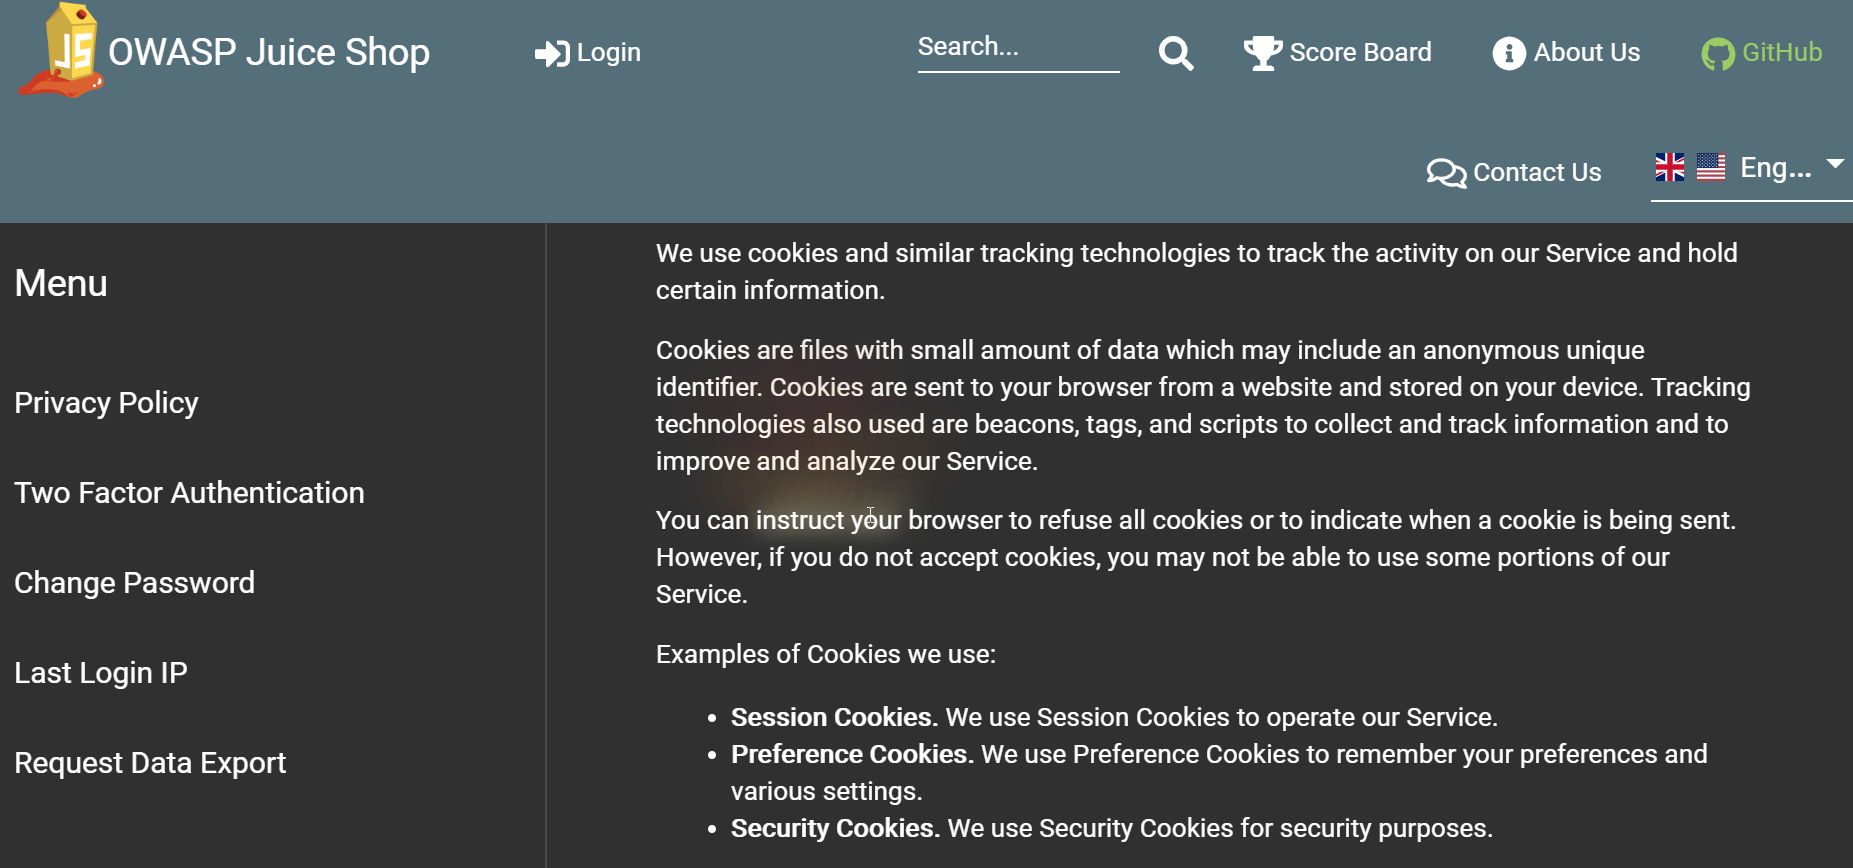 JS OWASP Juice Shop Login Search... Score Board About Us GitHub
Contact Us Eng...
Menu
Privacy Policy
Two Factor Authentication
Change Password
Last Login IP
Request Data Export
We use cookies and similar tracking technologies to track the activity on our Service and hold
certain information.
Cookies are files with small amount of data which may include an anonymous unique
identifier. Cookies are sent to your browser from a website and stored on your device. Tracking
technologies also used are beacons, tags, and scripts to collect and track information and to
improve and analyze our Service.
You can instruct your browser to refuse all cookies or to indicate when a cookie is being sent.
However, if you do not accept cookies, you may not be able to use some portions of our
Service.
Examples of Cookies we use:
• Session Cookies. We use Session Cookies to operate our Service.
• Preference Cookies. We use Preference Cookies to remember your preferences and
various settings.
• Security Cookies. We use Security Cookies for security purposes.